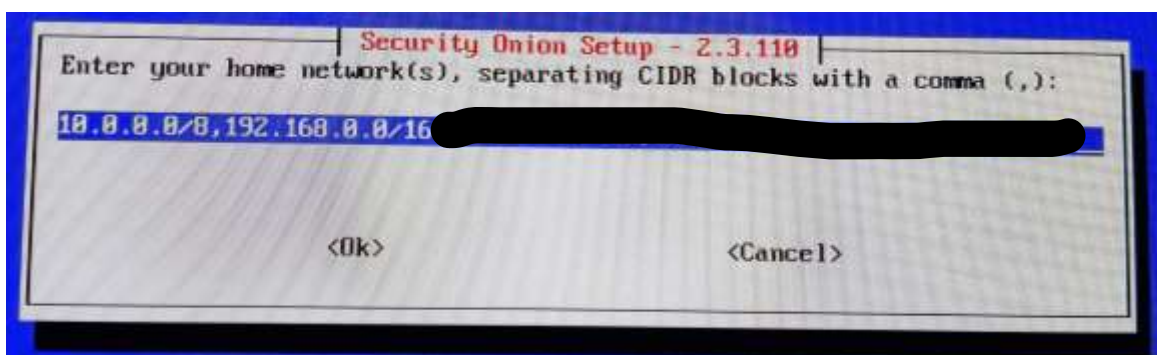 Security Onion Setup - 2.3.110
Enter your home network(s), separating CIDR blocks with a comma (,):
10.0.0.0/8,192.168.0.0/16
<Ok> <Cancel>